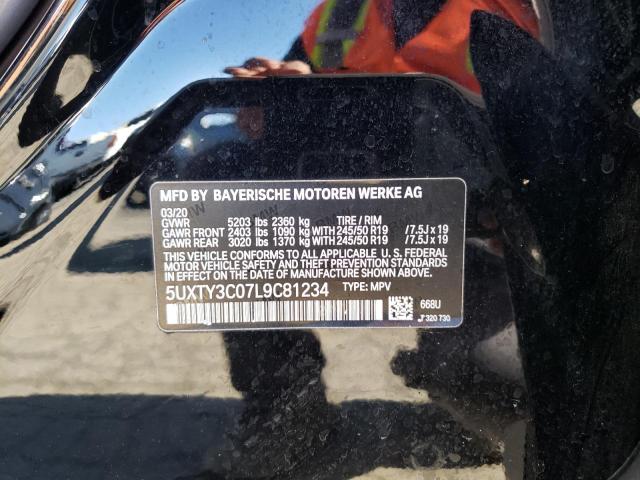 MFD BY BAYERISCHE MOTOREN WERKE AG
03/20
GVWR 5203 lbs 2360 kg TIRE / RIM
GAWR FRONT 2403 lbs 1090 kg WITH 245/50 R19 /7.5J x 19
GAWR REAR 3020 lbs 1370 kg WITH 245/50 R19 /7.5J x 19
THIS VEHICLE CONFORMS TO ALL APPLICABLE U. S. FEDERAL
MOTOR VEHICLE SAFETY, BUMPER, AND THEFT PREVENTION
STANDARDS IN EFFECT ON THE DATE OF MANUFACTURE SHOWN ABOVE.
5UXTY3C07L9C81234 TYPE: MPV
668U
J 320 730